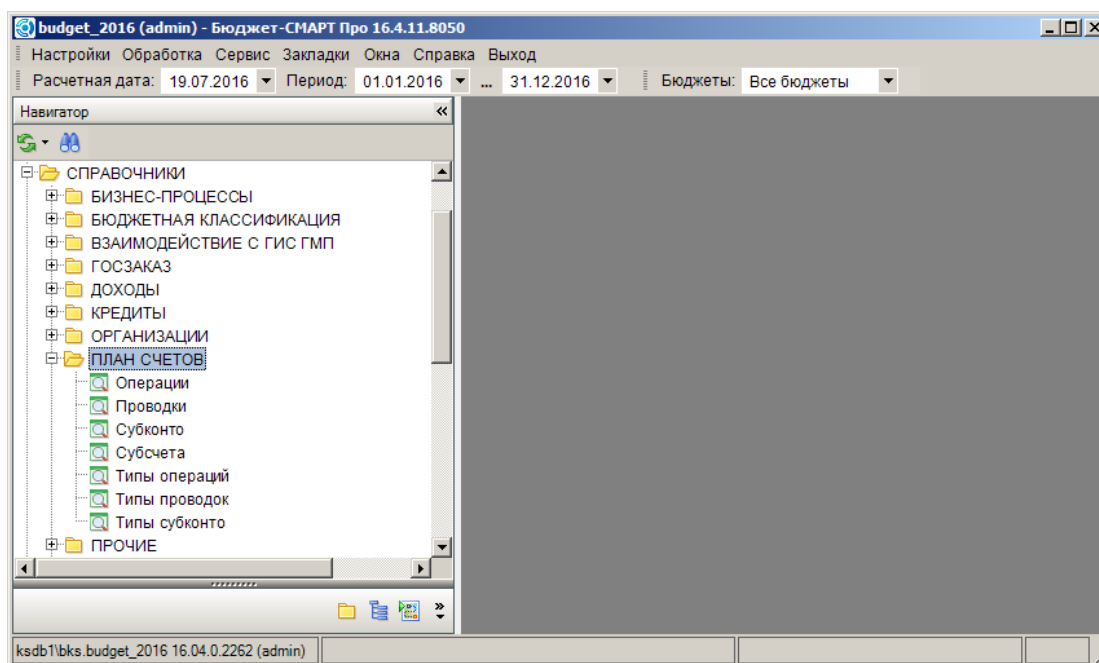 budget_2016 (admin) - Бюджет-СМАРТ Про 16.4.11.8050
Настройки Обработка Сервис Закладки Окна Справка Выход
Расчетная дата: 19.07.2016 Период: 01.01.2016 ... 31.12.2016 Бюджеты: Все бюджеты
Навигатор
СПРАВОЧНИКИ
БИЗНЕС-ПРОЦЕССЫ
БЮДЖЕТНАЯ КЛАССИФИКАЦИЯ
ВЗАИМОДЕЙСТВИЕ С ГИС ГМП
ГОСЗАКАЗ
ДОХОДЫ
КРЕДИТЫ
ОРГАНИЗАЦИИ
ПЛАН СЧЕТОВ
Операции
Проводки
Субконто
Субсчета
Типы операций
Типы проводок
Типы субконто
ПРОЧИЕ
ksdb1\bks.budget_2016 16.04.0.2262 (admin)